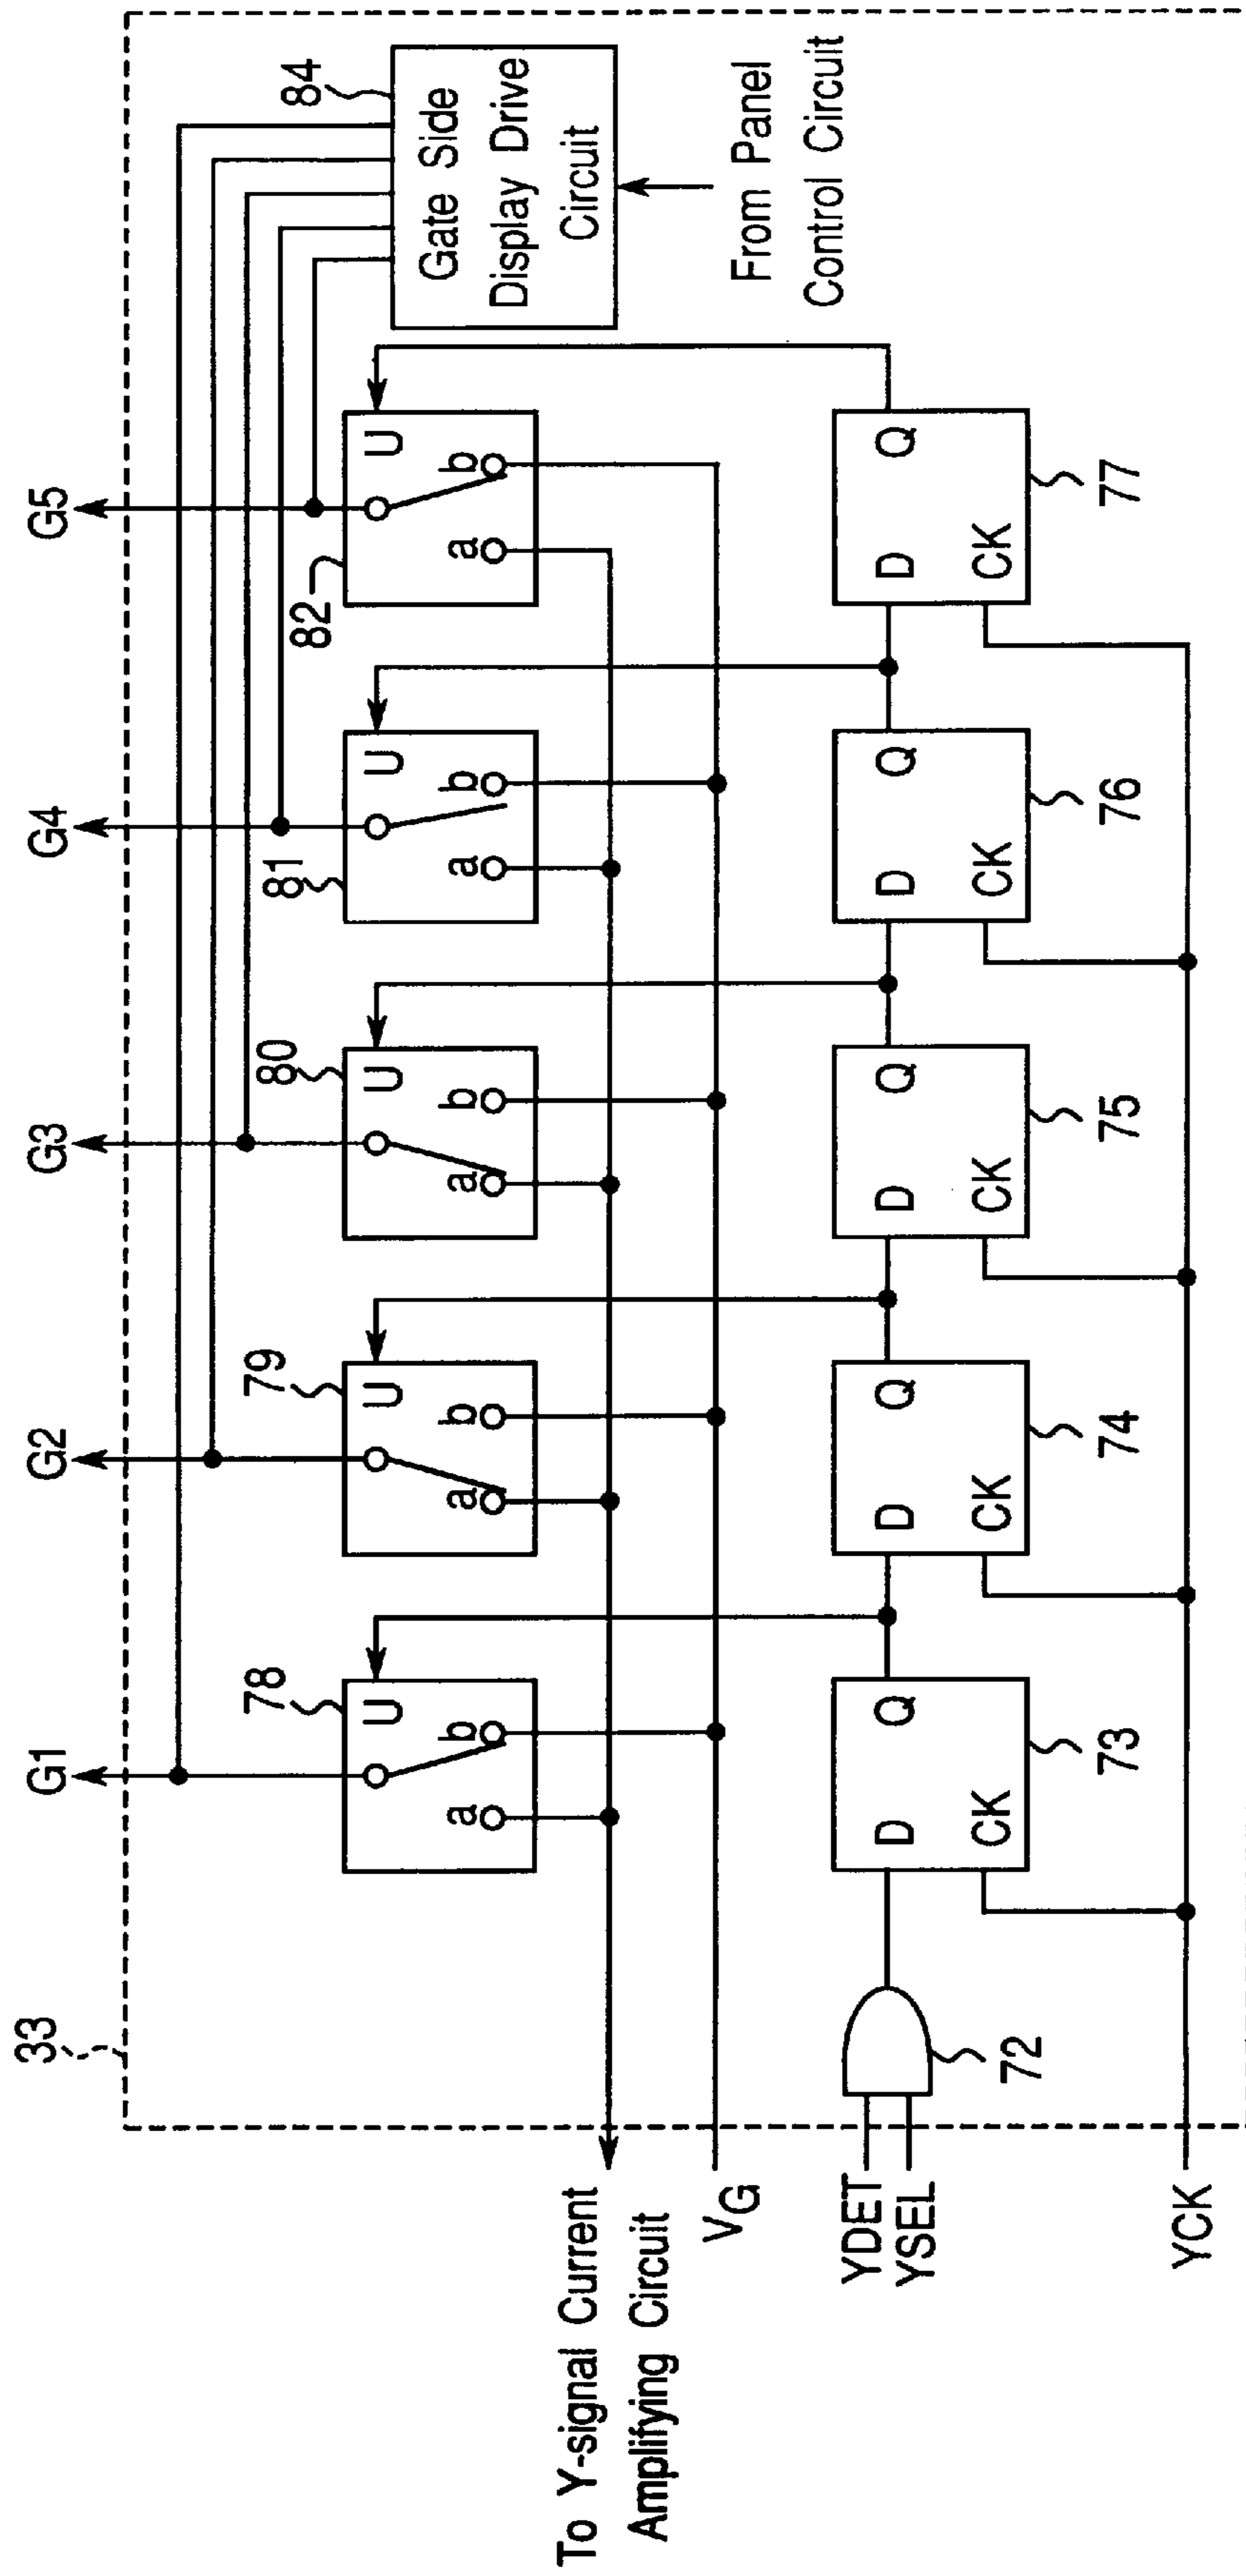 33
G1
G2
G3
G4
G5
84
Gate Side
Display Drive
Circuit
From Panel
Control Circuit
78
U
a
b
79
U
a
b
80
U
a
b
81
U
a
b
82
U
a
b
To Y-signal Current
Amplifying Circuit
VG
YDET
YSEL
72
D
Q
CK
73
D
Q
CK
74
D
Q
CK
75
D
Q
CK
76
D
Q
CK
77
YCK